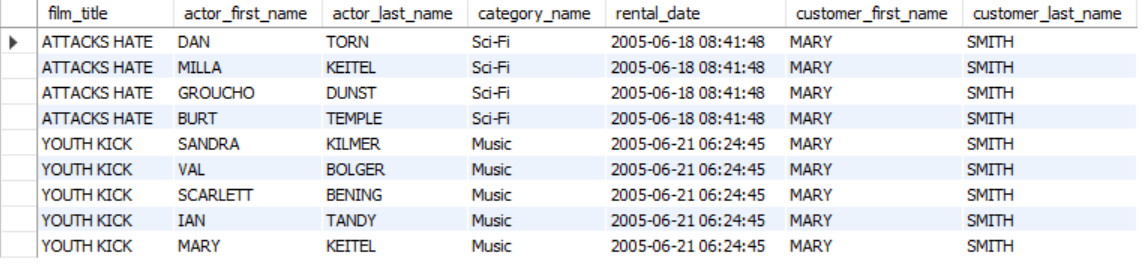 film_title actor_first_name actor_last_name category_name rental_date customer_first_name customer_last_name
ATTACKS HATE DAN TORN Sci-Fi 2005-06-18 08:41:48 MARY SMITH
ATTACKS HATE MILLA KEITEL Sci-Fi 2005-06-18 08:41:48 MARY SMITH
ATTACKS HATE GROUCHO DUNST Sci-Fi 2005-06-18 08:41:48 MARY SMITH
ATTACKS HATE BURT TEMPLE Sci-Fi 2005-06-18 08:41:48 MARY SMITH
YOUTH KICK SANDRA KILMER Music 2005-06-21 06:24:45 MARY SMITH
YOUTH KICK VAL BOLGER Music 2005-06-21 06:24:45 MARY SMITH
YOUTH KICK SCARLETT BENING Music 2005-06-21 06:24:45 MARY SMITH
YOUTH KICK IAN TANDY Music 2005-06-21 06:24:45 MARY SMITH
YOUTH KICK MARY KEITEL Music 2005-06-21 06:24:45 MARY SMITH